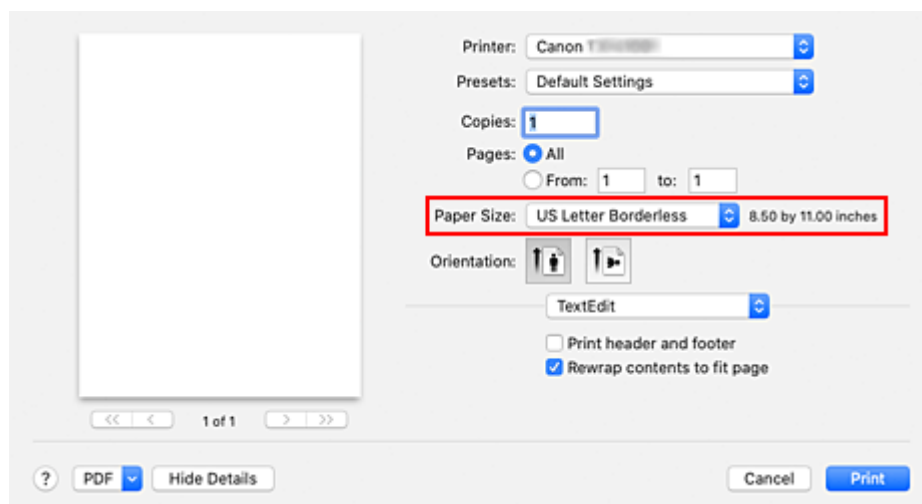 Printer: Canon
Presets: Default Settings
Copies: 1
Pages: All
From: 1 to: 1
Paper Size: US Letter Borderless 8.50 by 11.00 inches
Orientation:
TextEdit
Print header and footer
Rewrap contents to fit page
<< < 1 of 1 > >>
? PDF Hide Details Cancel Print